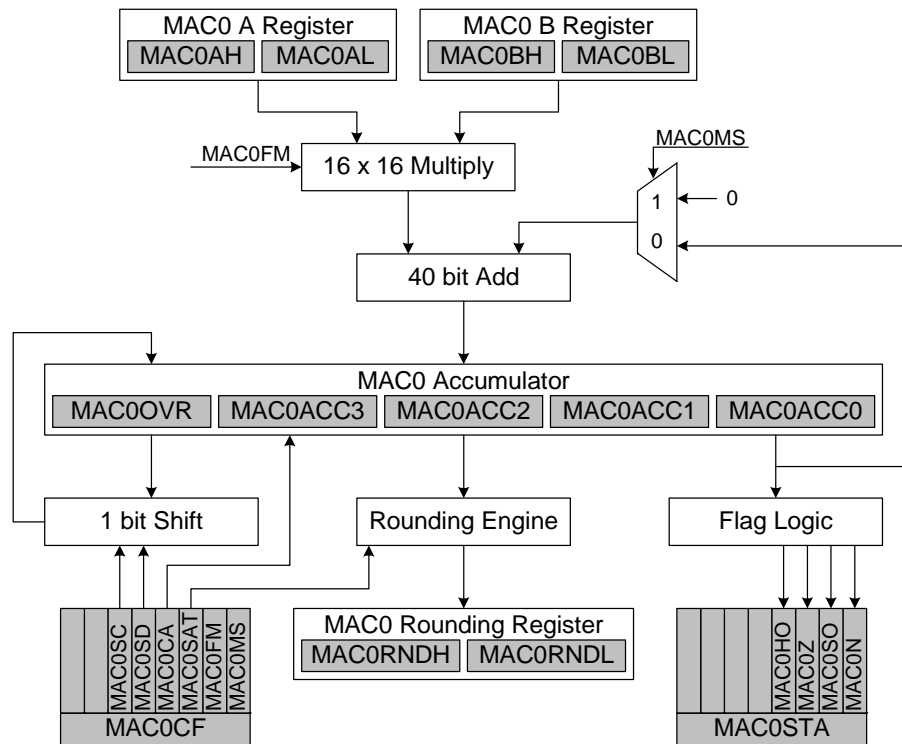 MAC0 A Register
MAC0AH MAC0AL
MAC0 B Register
MAC0BH MAC0BL
MAC0FM
16 x 16 Multiply
MAC0MS
1
0
0
40 bit Add
MAC0 Accumulator
MAC0OVR MAC0ACC3 MAC0ACC2 MAC0ACC1 MAC0ACC0
1 bit Shift
Rounding Engine
Flag Logic
MAC0SC
MAC0SD
MAC0CA
MAC0SAT
MAC0FM
MAC0MS
MAC0CF
MAC0 Rounding Register
MAC0RNDH MAC0RNDL
MAC0HO
MAC0Z
MAC0SO
MAC0N
MAC0STA